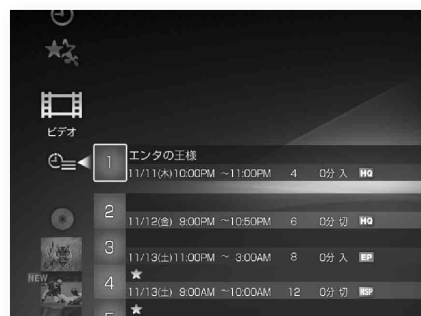 ビデオ
1
エンタの王様
11/11(木)10:00PM ～11:00PM 4 0分 入 HQ
2
11/12(金) 9:00PM ～10:50PM 6 0分 切 HQ
3
11/13(土)11:00PM ～ 3:00AM 8 0分 入 EP
NEW
4
★
11/13(土) 9:00AM ～10:00AM 12 0分 切 HSP
★